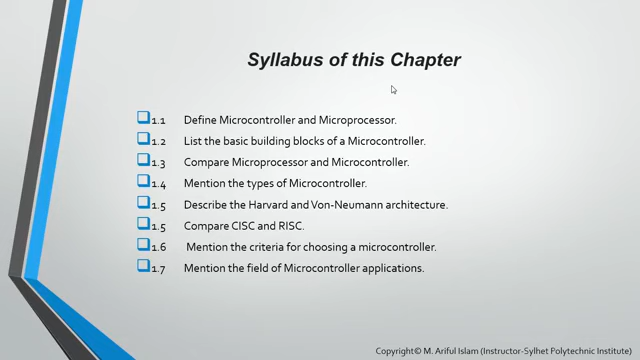 Syllabus of this Chapter
1.1 Define Microcontroller and Microprocessor.
1.2 List the basic building blocks of a Microcontroller.
1.3 Compare Microprocessor and Microcontroller.
1.4 Mention the types of Microcontroller.
1.5 Describe the Harvard and Von-Neumann architecture.
1.5 Compare CISC and RISC.
1.6 Mention the criteria for choosing a microcontroller.
1.7 Mention the field of Microcontroller applications.
Copyright© M. Ariful Islam (Instructor-Sylhet Polytechnic Institute)